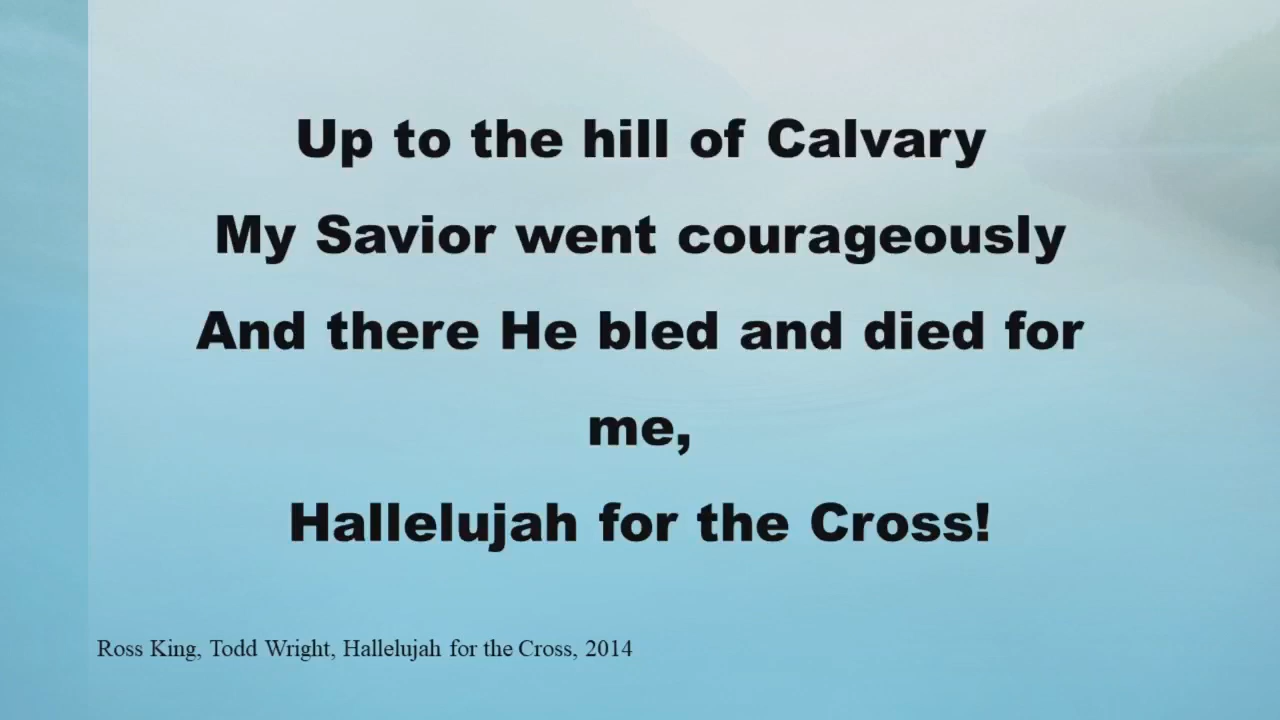 Up to the hill of Calvary
My Savior went courageously
And there He bled and died for
me,
Hallelujah for the Cross!
Ross King, Todd Wright, Hallelujah for the Cross, 2014